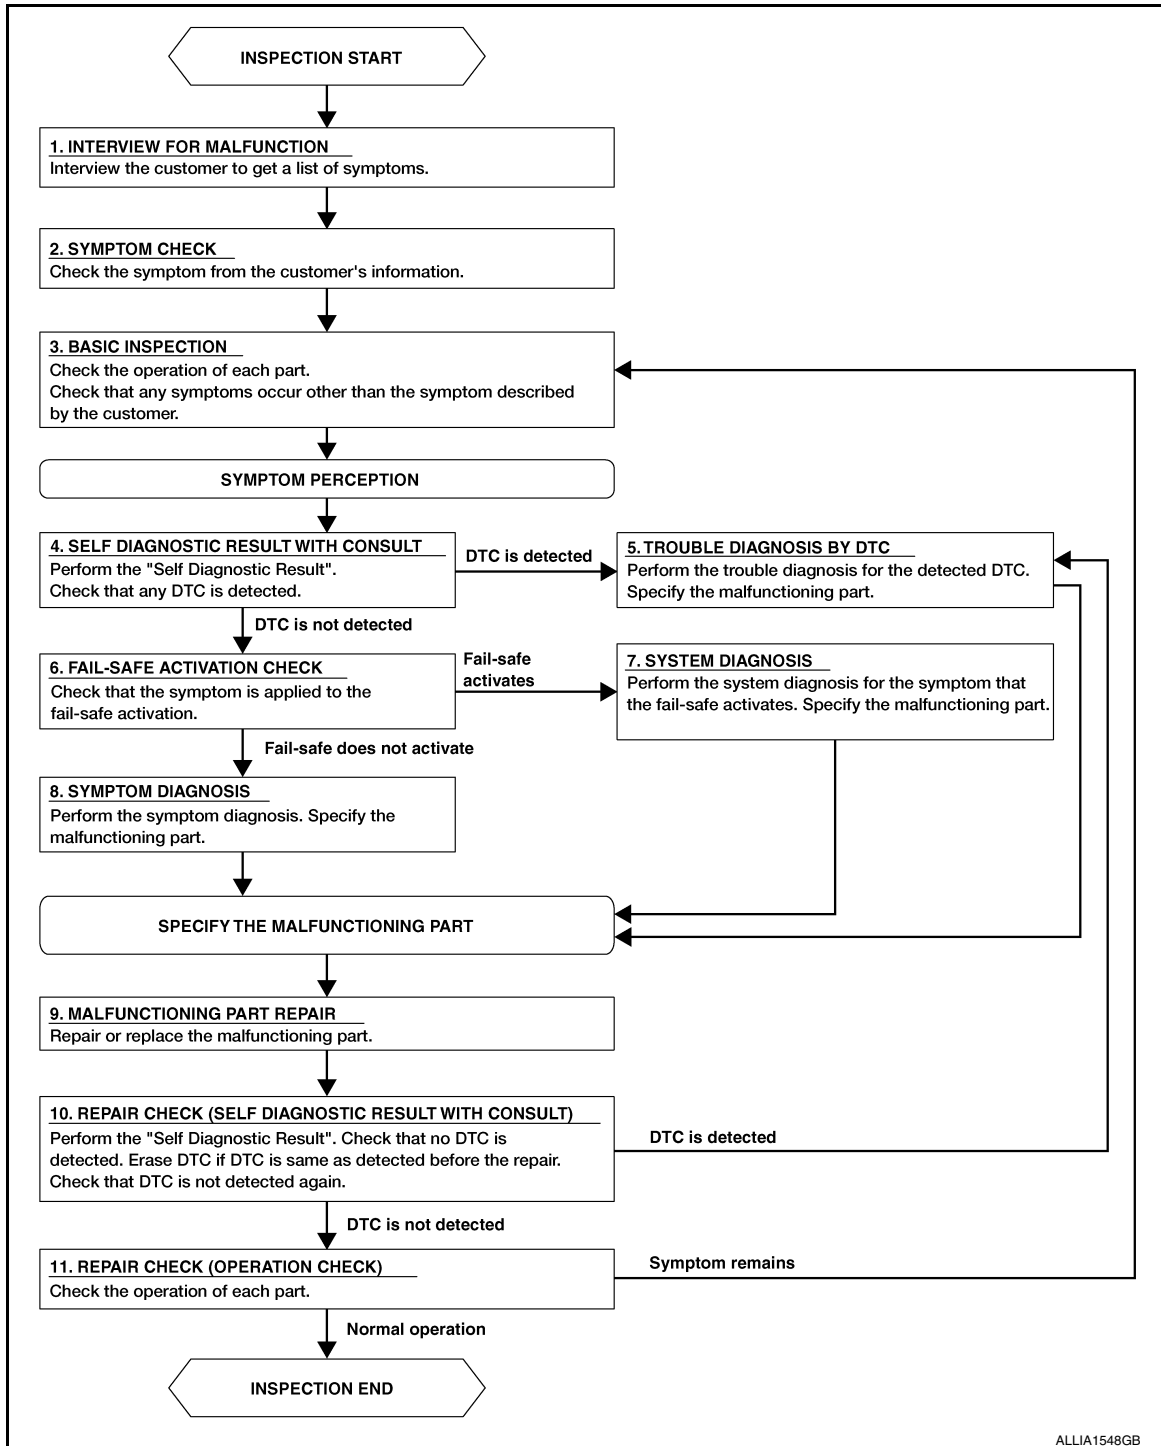 INSPECTION START
1. INTERVIEW FOR MALFUNCTION
Interview the customer to get a list of symptoms.
2. SYMPTOM CHECK
Check the symptom from the customer's information.
3. BASIC INSPECTION
Check the operation of each part.
Check that any symptoms occur other than the symptom described
by the customer.
SYMPTOM PERCEPTION
4. SELF DIAGNOSTIC RESULT WITH CONSULT
Perform the "Self Diagnostic Result".
Check that any DTC is detected.
DTC is detected
5. TROUBLE DIAGNOSIS BY DTC
Perform the trouble diagnosis for the detected DTC.
Specify the malfunctioning part.
DTC is not detected
6. FAIL-SAFE ACTIVATION CHECK
Check that the symptom is applied to the
fail-safe activation.
Fail-safe
activates
7. SYSTEM DIAGNOSIS
Perform the system diagnosis for the symptom that
the fail-safe activates. Specify the malfunctioning part.
Fail-safe does not activate
8. SYMPTOM DIAGNOSIS
Perform the symptom diagnosis. Specify the
malfunctioning part.
SPECIFY THE MALFUNCTIONING PART
9. MALFUNCTIONING PART REPAIR
Repair or replace the malfunctioning part.
10. REPAIR CHECK (SELF DIAGNOSTIC RESULT WITH CONSULT)
Perform the "Self Diagnostic Result". Check that no DTC is
detected. Erase DTC if DTC is same as detected before the repair.
Check that DTC is not detected again.
DTC is detected
DTC is not detected
11. REPAIR CHECK (OPERATION CHECK)
Check the operation of each part.
Symptom remains
Normal operation
INSPECTION END
ALLIA1548GB